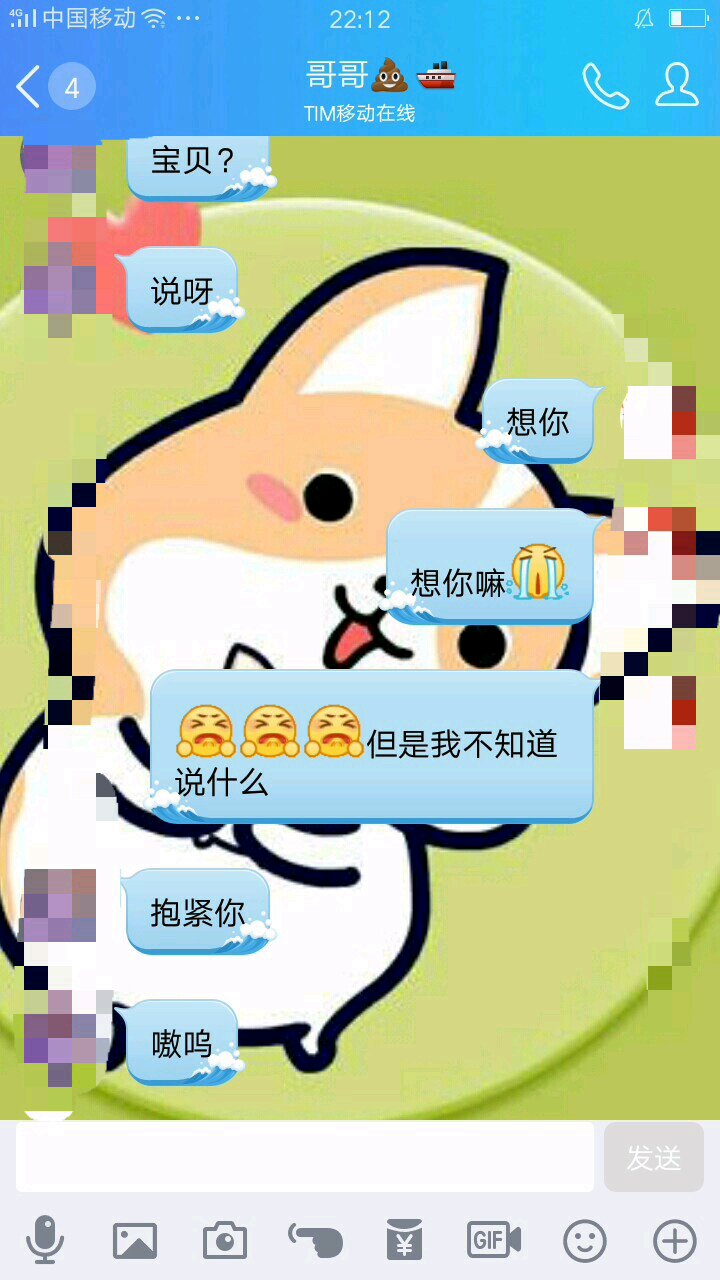 4G 中国移动 22:12
4
哥哥💩🚢
TIM移动在线
宝贝？
说呀
想你
想你嘛😭
但是我不知道
说什么
抱紧你
嗷呜
发送
¥
GIF